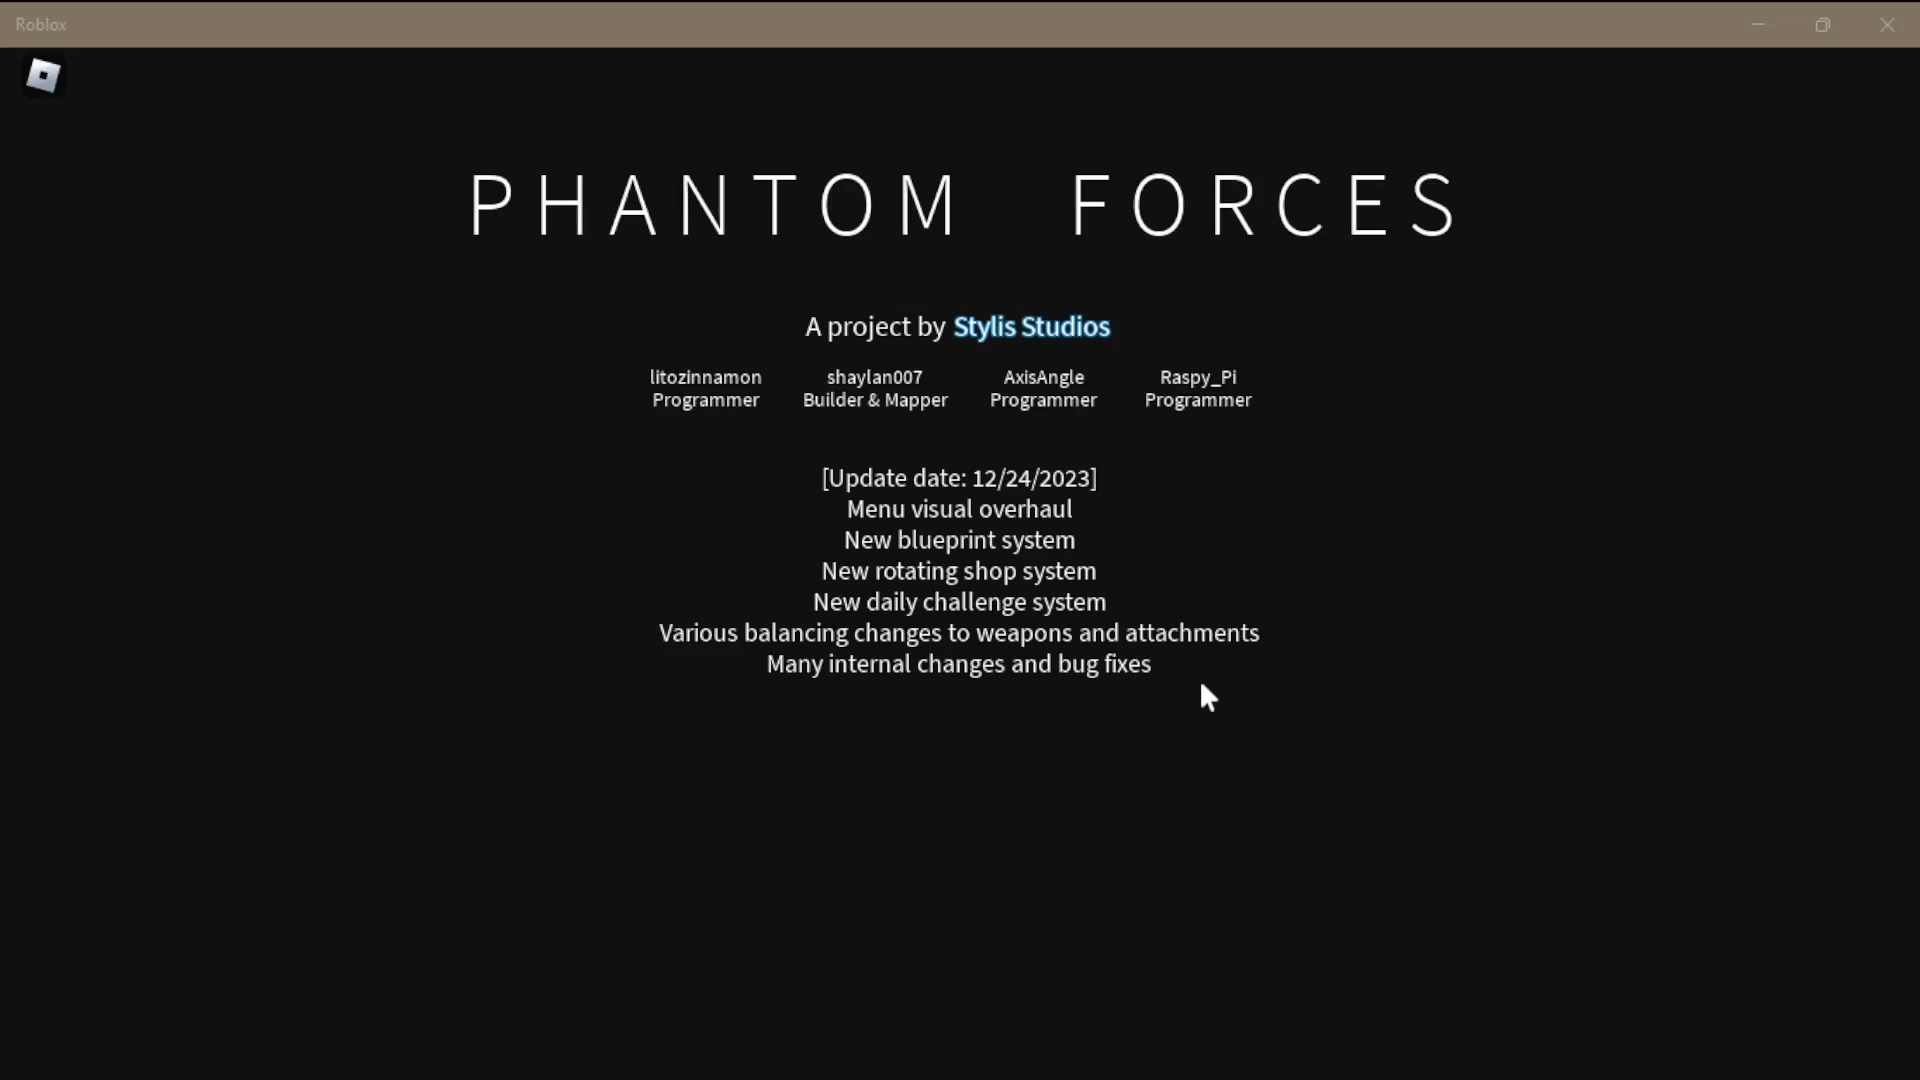 Roblox
PHANTOM FORCES
A project by Stylis Studios
litozinnamon shaylan007 AxisAngle Raspy_Pi
Programmer Builder & Mapper Programmer Programmer
[Update date: 12/24/2023]
Menu visual overhaul
New blueprint system
New rotating shop system
New daily challenge system
Various balancing changes to weapons and attachments
Many internal changes and bug fixes